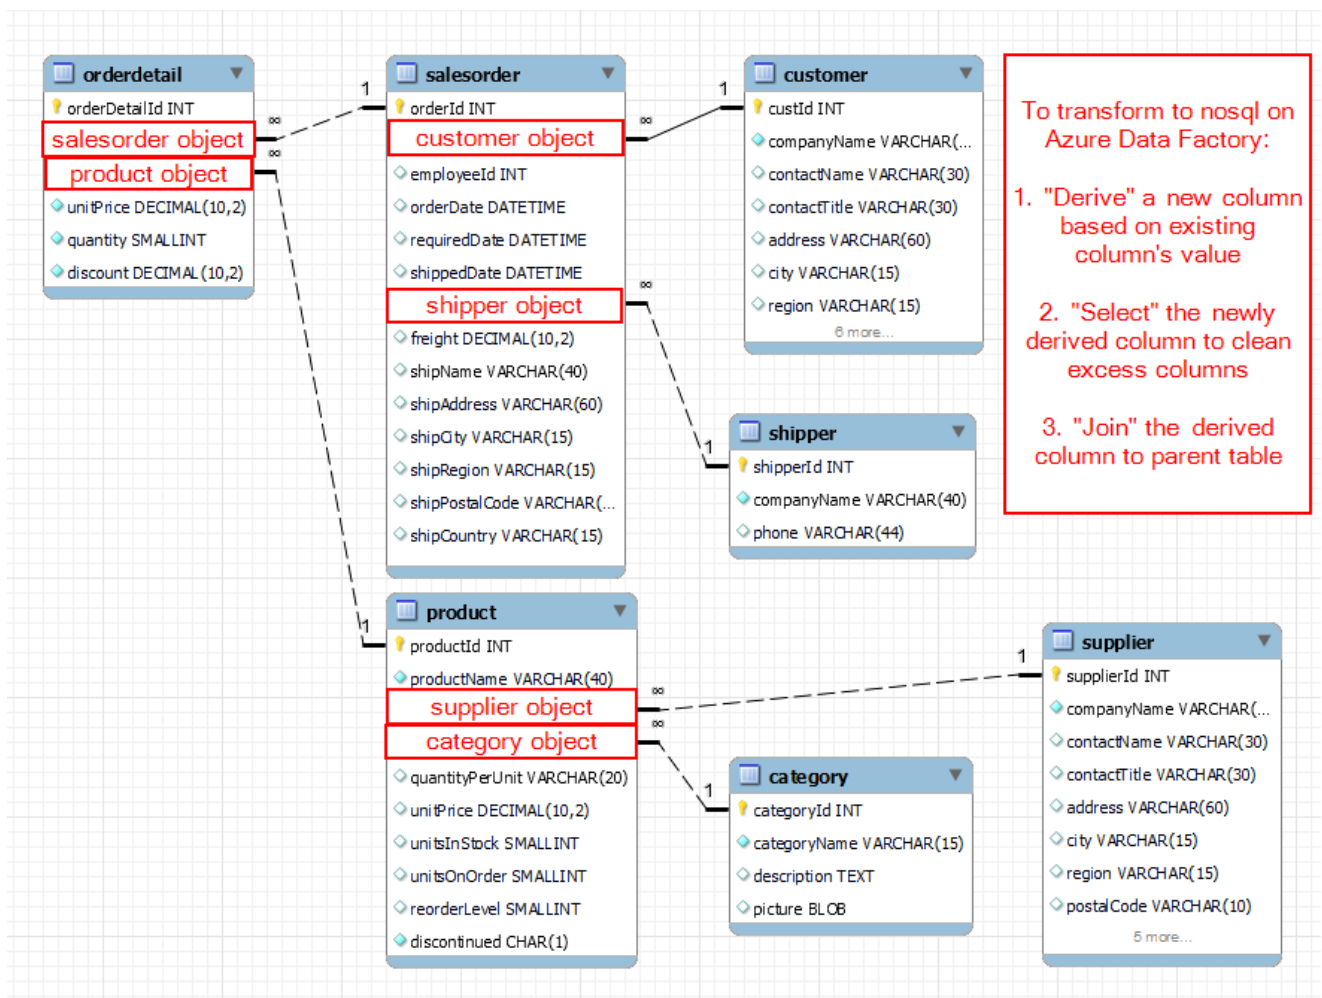 orderdetail
orderDetailId INT
salesorder object
product object
unitPrice DECIMAL(10,2)
quantity SMALLINT
discount DECIMAL(10,2)
1
∞
∞
salesorder
orderId INT
customer object
employeeId INT
orderDate DATETIME
requiredDate DATETIME
shippedDate DATETIME
shipper object
freight DECIMAL(10,2)
shipName VARCHAR(40)
shipAddress VARCHAR(60)
shipCity VARCHAR(15)
shipRegion VARCHAR(15)
shipPostalCode VARCHAR(...
shipCountry VARCHAR(15)
1
∞
∞
1
customer
custId INT
companyName VARCHAR(...
contactName VARCHAR(30)
contactTitle VARCHAR(30)
address VARCHAR(60)
city VARCHAR(15)
region VARCHAR(15)
6 more...
shipper
shipperId INT
companyName VARCHAR(40)
phone VARCHAR(44)
To transform to nosql on
Azure Data Factory:
1. "Derive" a new column
based on existing
column's value
2. "Select" the newly
derived column to clean
excess columns
3. "Join" the derived
column to parent table
1
product
productId INT
productName VARCHAR(40)
supplier object
category object
quantityPerUnit VARCHAR(20)
unitPrice DECIMAL(10,2)
unitsInStock SMALLINT
unitsOnOrder SMALLINT
reorderLevel SMALLINT
discontinued CHAR(1)
∞
∞
1
1
category
categoryId INT
categoryName VARCHAR(15)
description TEXT
picture BLOB
supplier
supplierId INT
companyName VARCHAR(...
contactName VARCHAR(30)
contactTitle VARCHAR(30)
address VARCHAR(60)
city VARCHAR(15)
region VARCHAR(15)
postalCode VARCHAR(10)
5 more...